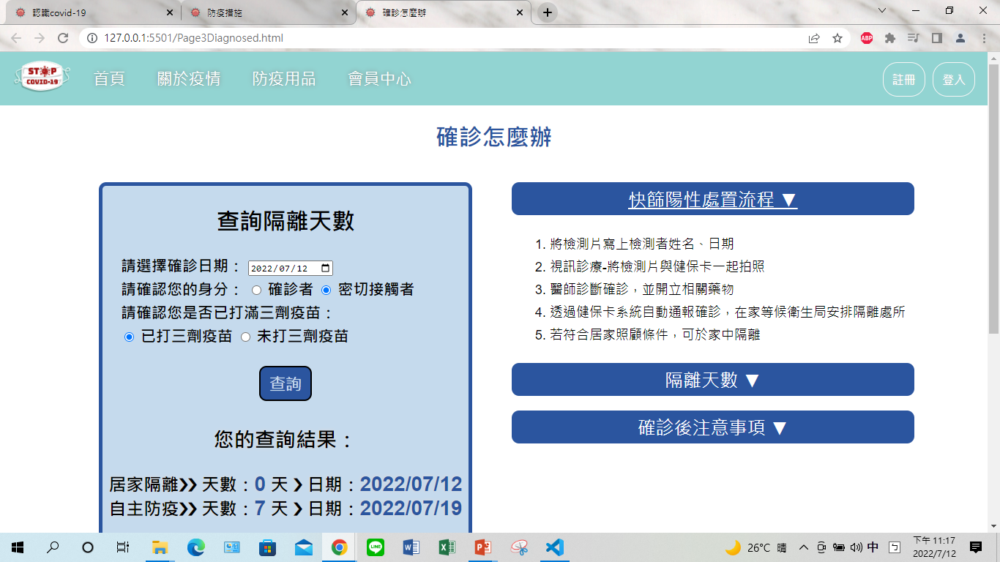 認識covid-19
防疫措施
確診怎麼辦
127.0.0.1:5501/Page3Diagnosed.html
ABP
STOP
COVID-19
首頁 關於疫情 防疫用品 會員中心 註冊 登入
確診怎麼辦
查詢隔離天數
請選擇確診日期： 2022/07/12
請確認您的身分： 確診者 密切接觸者
請確認您是否已打滿三劑疫苗：
已打三劑疫苗 未打三劑疫苗
查詢
您的查詢結果：
居家隔離❯❯ 天數：0 天 ❯ 日期：2022/07/12
自主防疫❯❯ 天數：7 天 ❯ 日期：2022/07/19
快篩陽性處置流程 ▼
1. 將檢測片寫上檢測者姓名、日期
2. 視訊診療-將檢測片與健保卡一起拍照
3. 醫師診斷確診，並開立相關藥物
4. 透過健保卡系統自動通報確診，在家等候衛生局安排隔離處所
5. 若符合居家照顧條件，可於家中隔離
隔離天數 ▼
確診後注意事項 ▼
26°C 晴
中
下午 11:17
2022/7/12